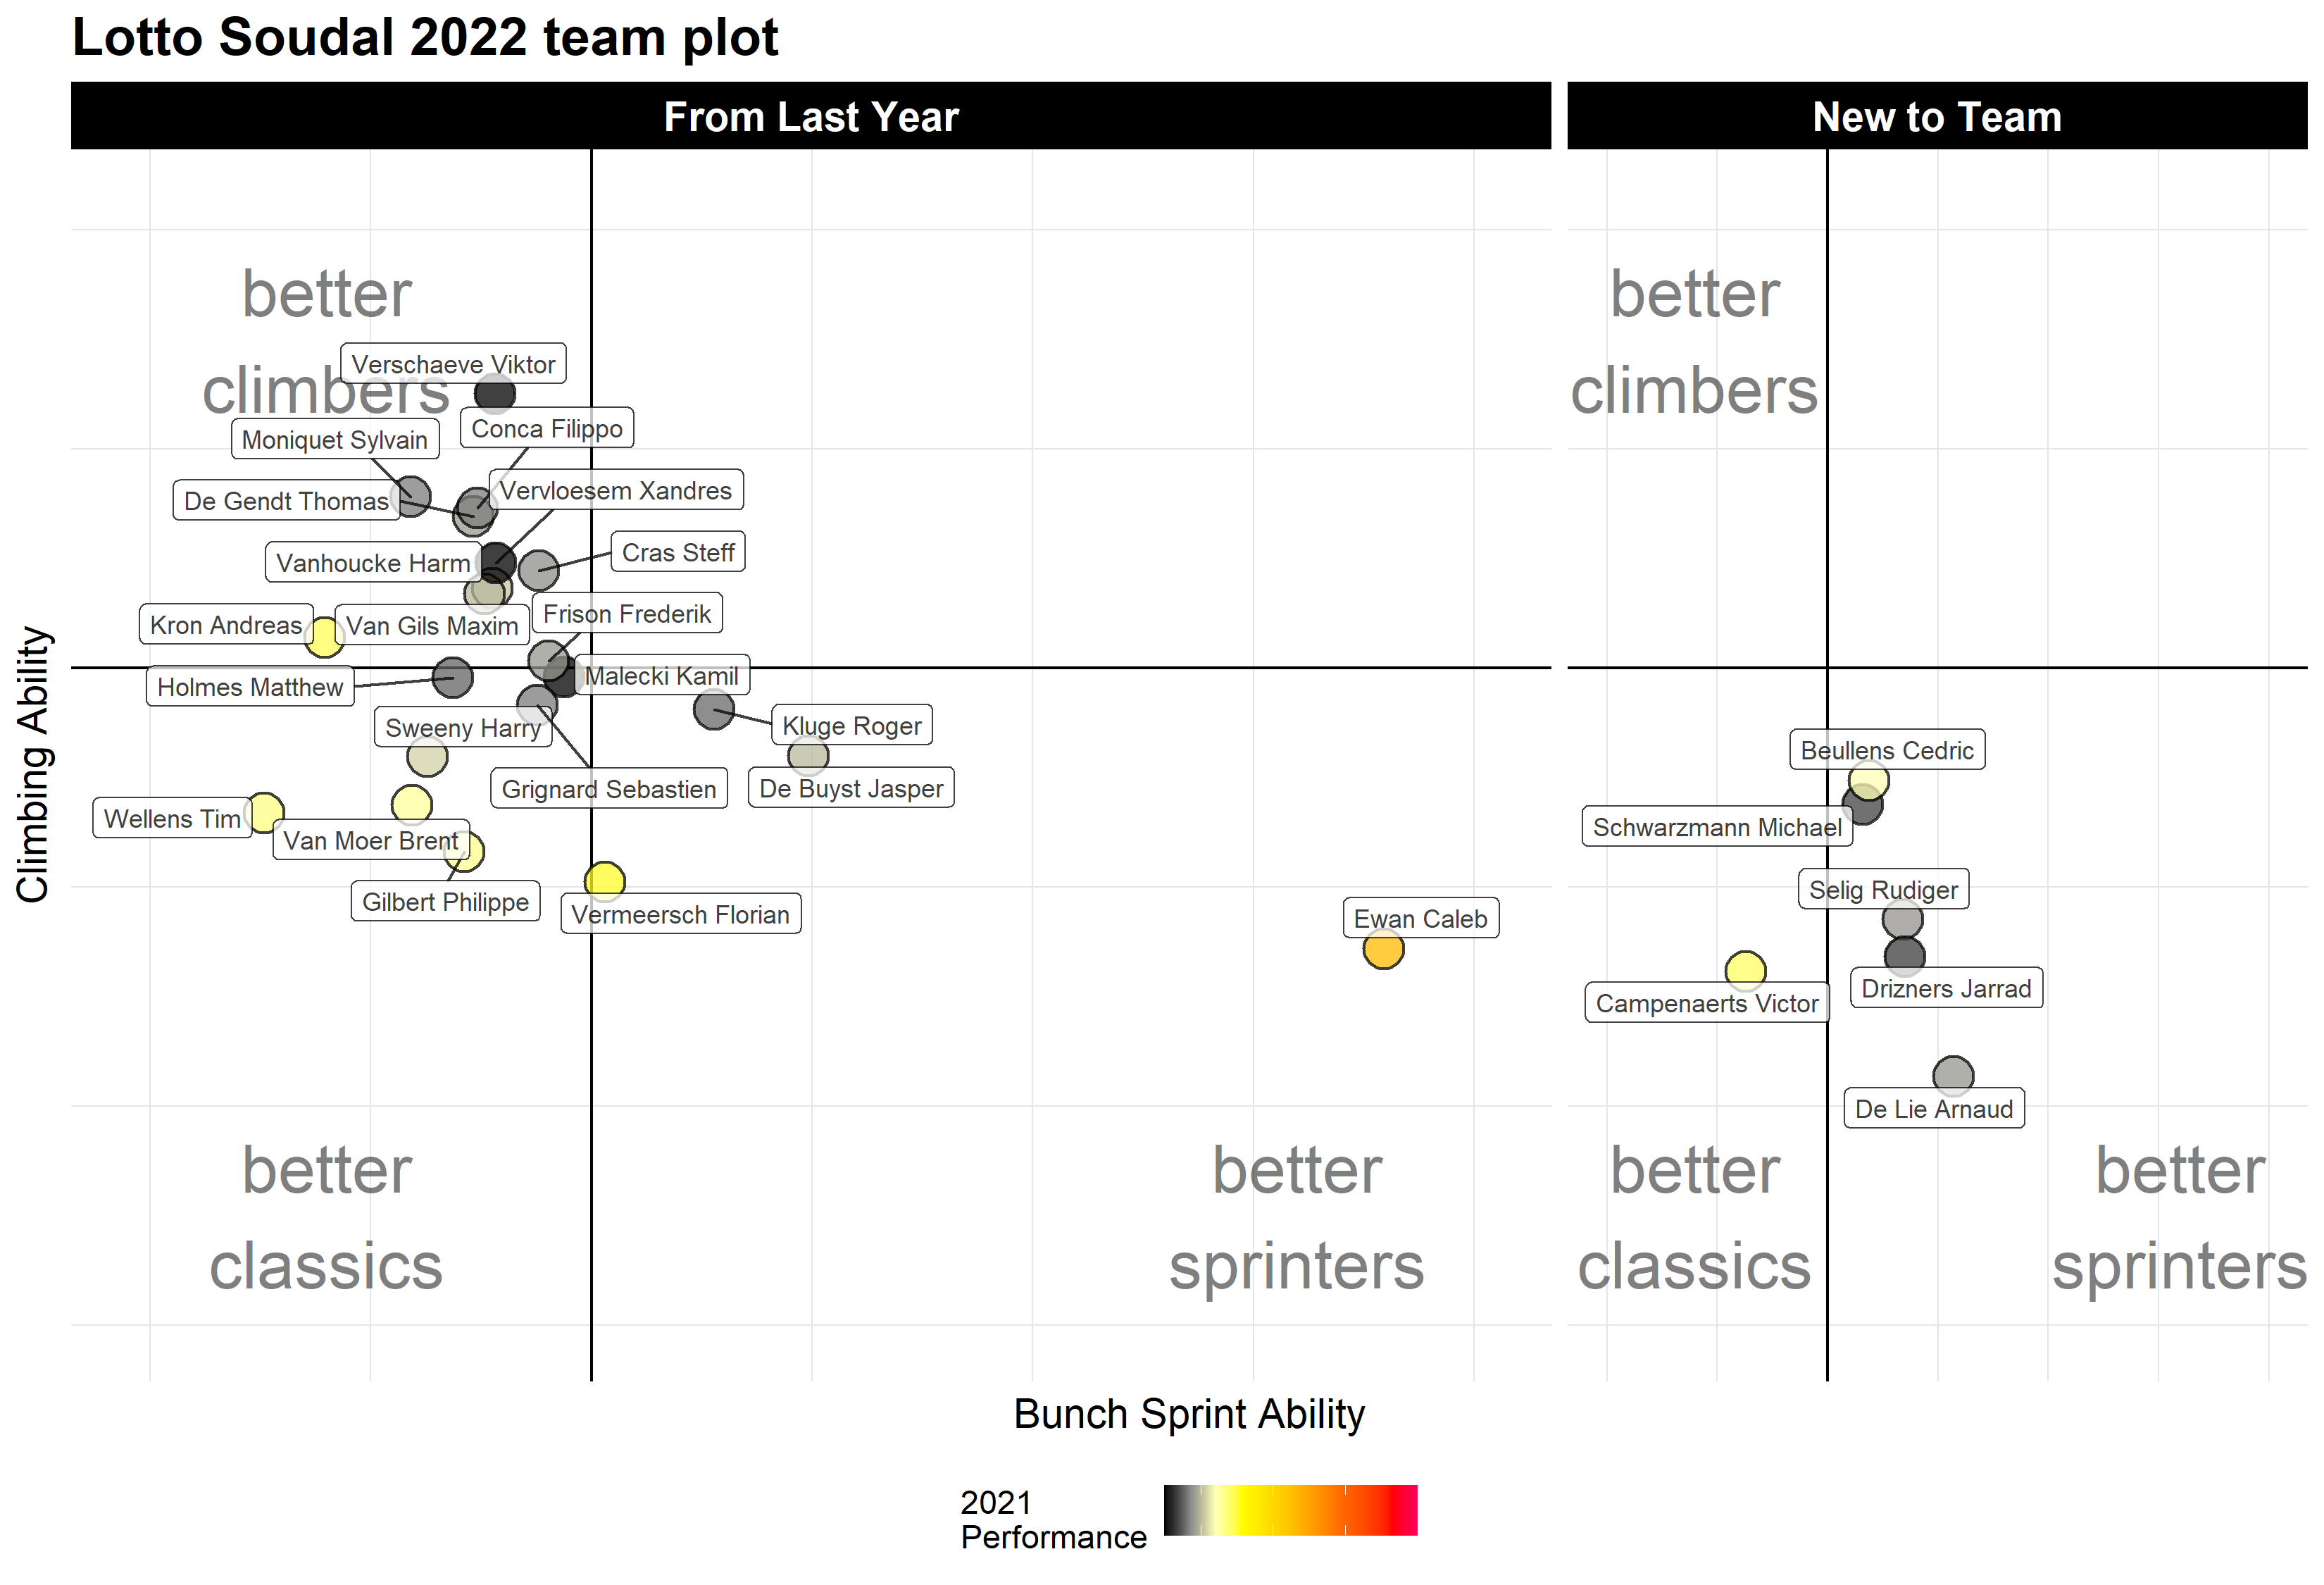 Lotto Soudal 2022 team plot
From Last Year
New to Team
better
climbers
better
climbers
Verschaeve Viktor
Conca Filippo
Moniquet Sylvain
Vervloesem Xandres
De Gendt Thomas
Cras Steff
Vanhoucke Harm
Frison Frederik
Kron Andreas
Van Gils Maxim
Malecki Kamil
Holmes Matthew
Kluge Roger
Sweeny Harry
Grignard Sebastien
De Buyst Jasper
Wellens Tim
Van Moer Brent
Gilbert Philippe
Vermeersch Florian
Ewan Caleb
Beullens Cedric
Schwarzmann Michael
Selig Rudiger
Drizners Jarrad
Campenaerts Victor
De Lie Arnaud
better
classics
better
sprinters
better
classics
better
sprinters
Climbing Ability
Bunch Sprint Ability
2021
Performance